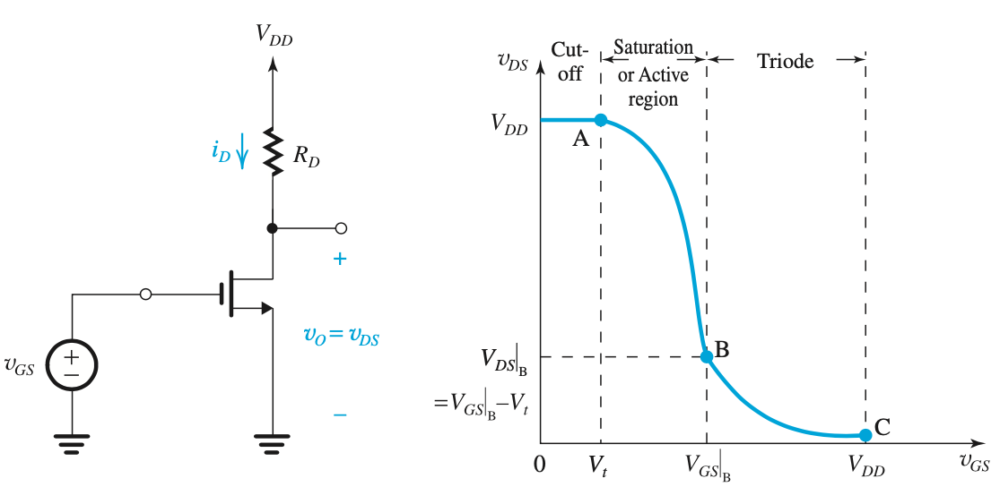 V_DD
i_D
R_D
+
v_O = v_DS
−
v_GS
+
−
v_DS
Cut-
off
Saturation
or Active
region
Triode
V_DD
A
V_DS|_B
=V_GS|_B−V_t
B
C
0
V_t
V_GS|_B
V_DD
v_GS